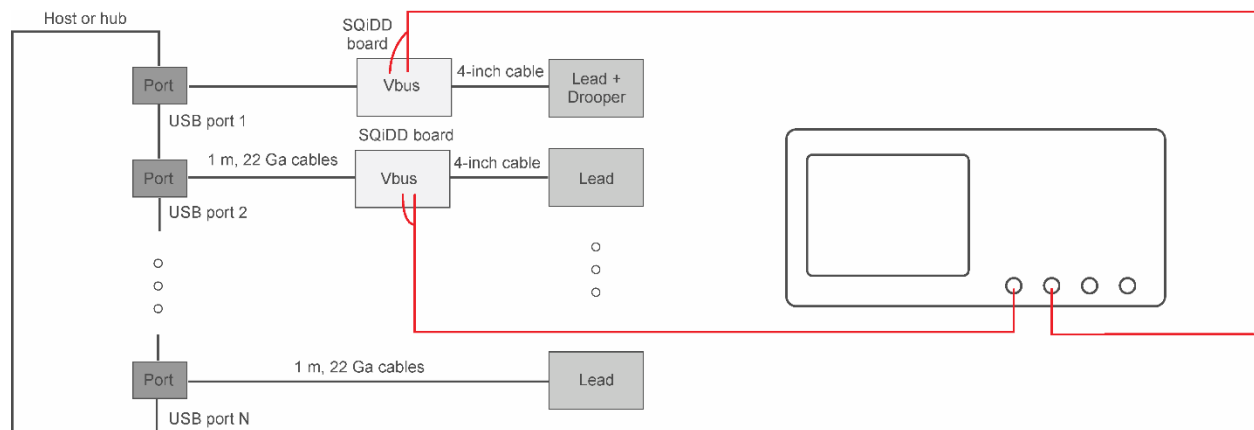 Host or hub
SQiDD
board
Port
Vbus
4-inch cable
Lead +
Drooper
USB port 1
SQiDD board
1 m, 22 Ga cables
4-inch cable
Port
Vbus
Lead
USB port 2
1 m, 22 Ga cables
Port
Lead
USB port N